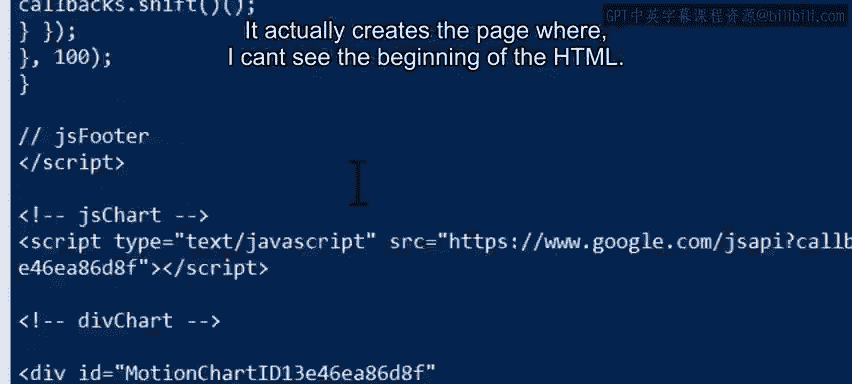 callbacks.shift()();
GPT中英字幕课程资源@bilibili.com
} });
It actually creates the page where,
}, 100);
I cant see the beginning of the HTML.
}
// jsFooter
</script>
<!-- jsChart -->
<script type="text/javascript" src="https://www.google.com/jsapi?callb
e46ea86d8f"></script>
<!-- divChart -->
<div id="MotionChartID13e46ea86d8f"